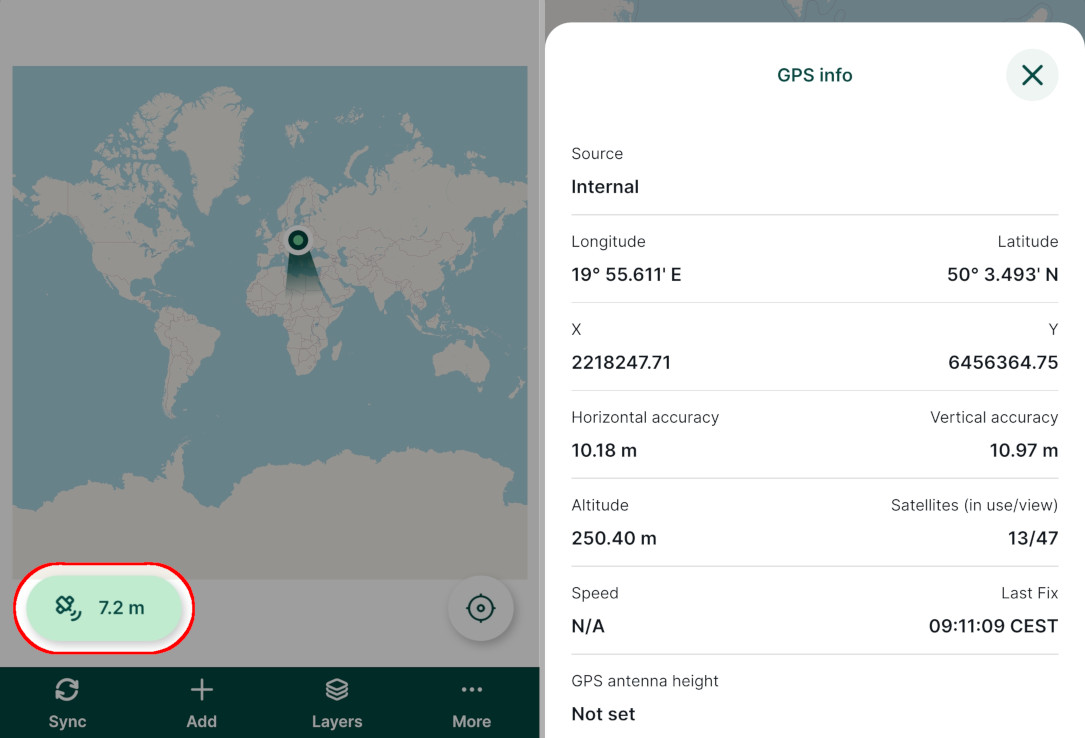 7.2 m
Sync
Add
Layers
More
GPS info
Source
Internal
Longitude
Latitude
19° 55.611' E
50° 3.493' N
X
Y
2218247.71
6456364.75
Horizontal accuracy
Vertical accuracy
10.18 m
10.97 m
Altitude
Satellites (in use/view)
250.40 m
13/47
Speed
Last Fix
N/A
09:11:09 CEST
GPS antenna height
Not set